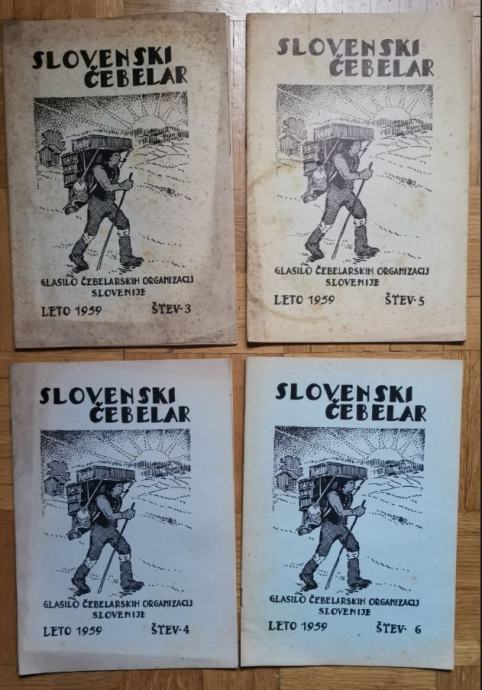 SLOVENSKI
ČEBELAR
GLASILO ČEBELARSKIH ORGANIZACIJ
SLOVENIJE
LETO 1959 ŠTEV·3
SLOVENSKI
ČEBELAR
GLASILO ČEBELARSKIH ORGANIZACIJ
SLOVENIJE
LETO 1959 ŠTEV·5
SLOVENSKI
ČEBELAR
GLASILO ČEBELARSKIH ORGANIZACIJ
SLOVENIJE
LETO 1959 ŠTEV·4
SLOVENSKI
ČEBELAR
GLASILO ČEBELARSKIH ORGANIZACIJ
SLOVENIJE
LETO 1959 ŠTEV· 6